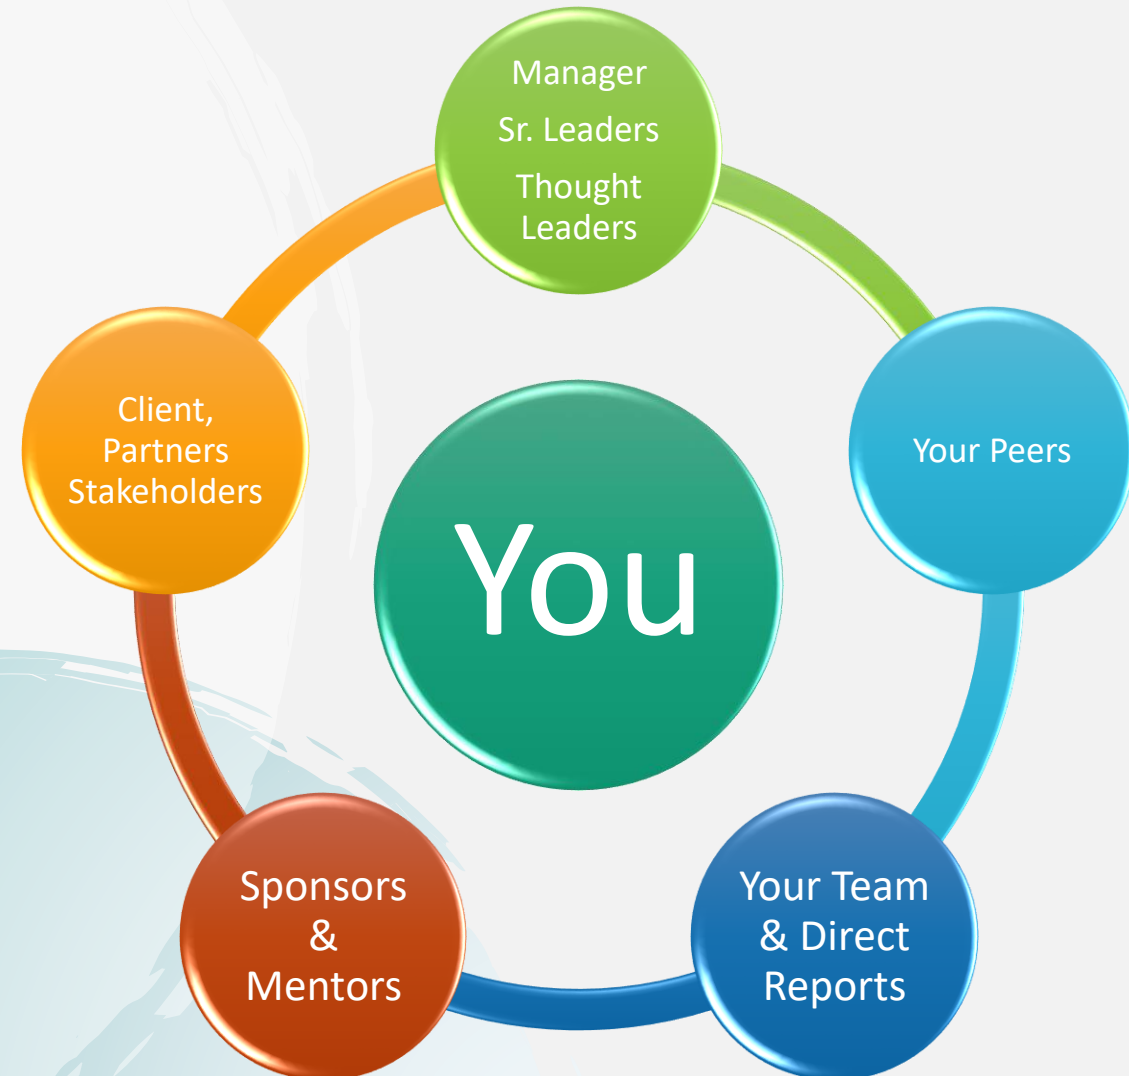 Manager
Sr. Leaders
Thought
Leaders
Client,
Partners
Stakeholders
Your Peers
You
Sponsors
&
Mentors
Your Team
& Direct
Reports